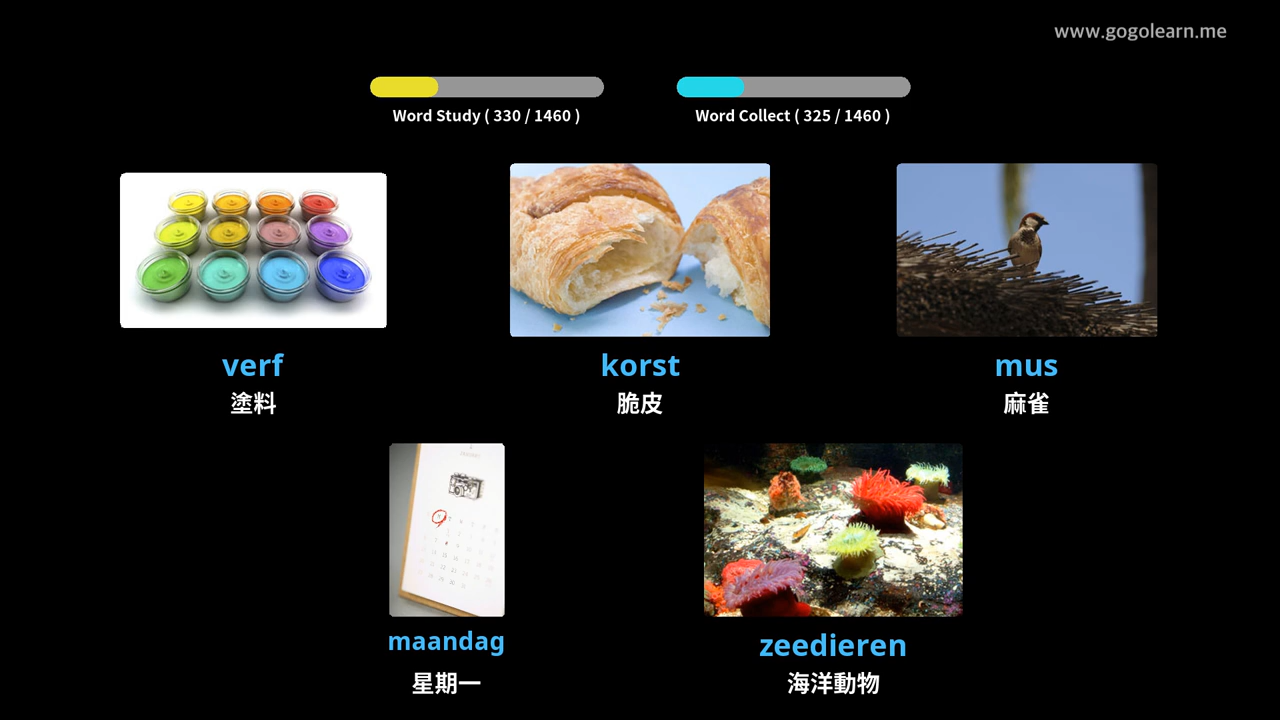 www.gogolearn.me
Word Study ( 330 / 1460 )
Word Collect ( 325 / 1460 )
verf
塗料
korst
脆皮
mus
麻雀
maandag
星期一
zeedieren
海洋動物